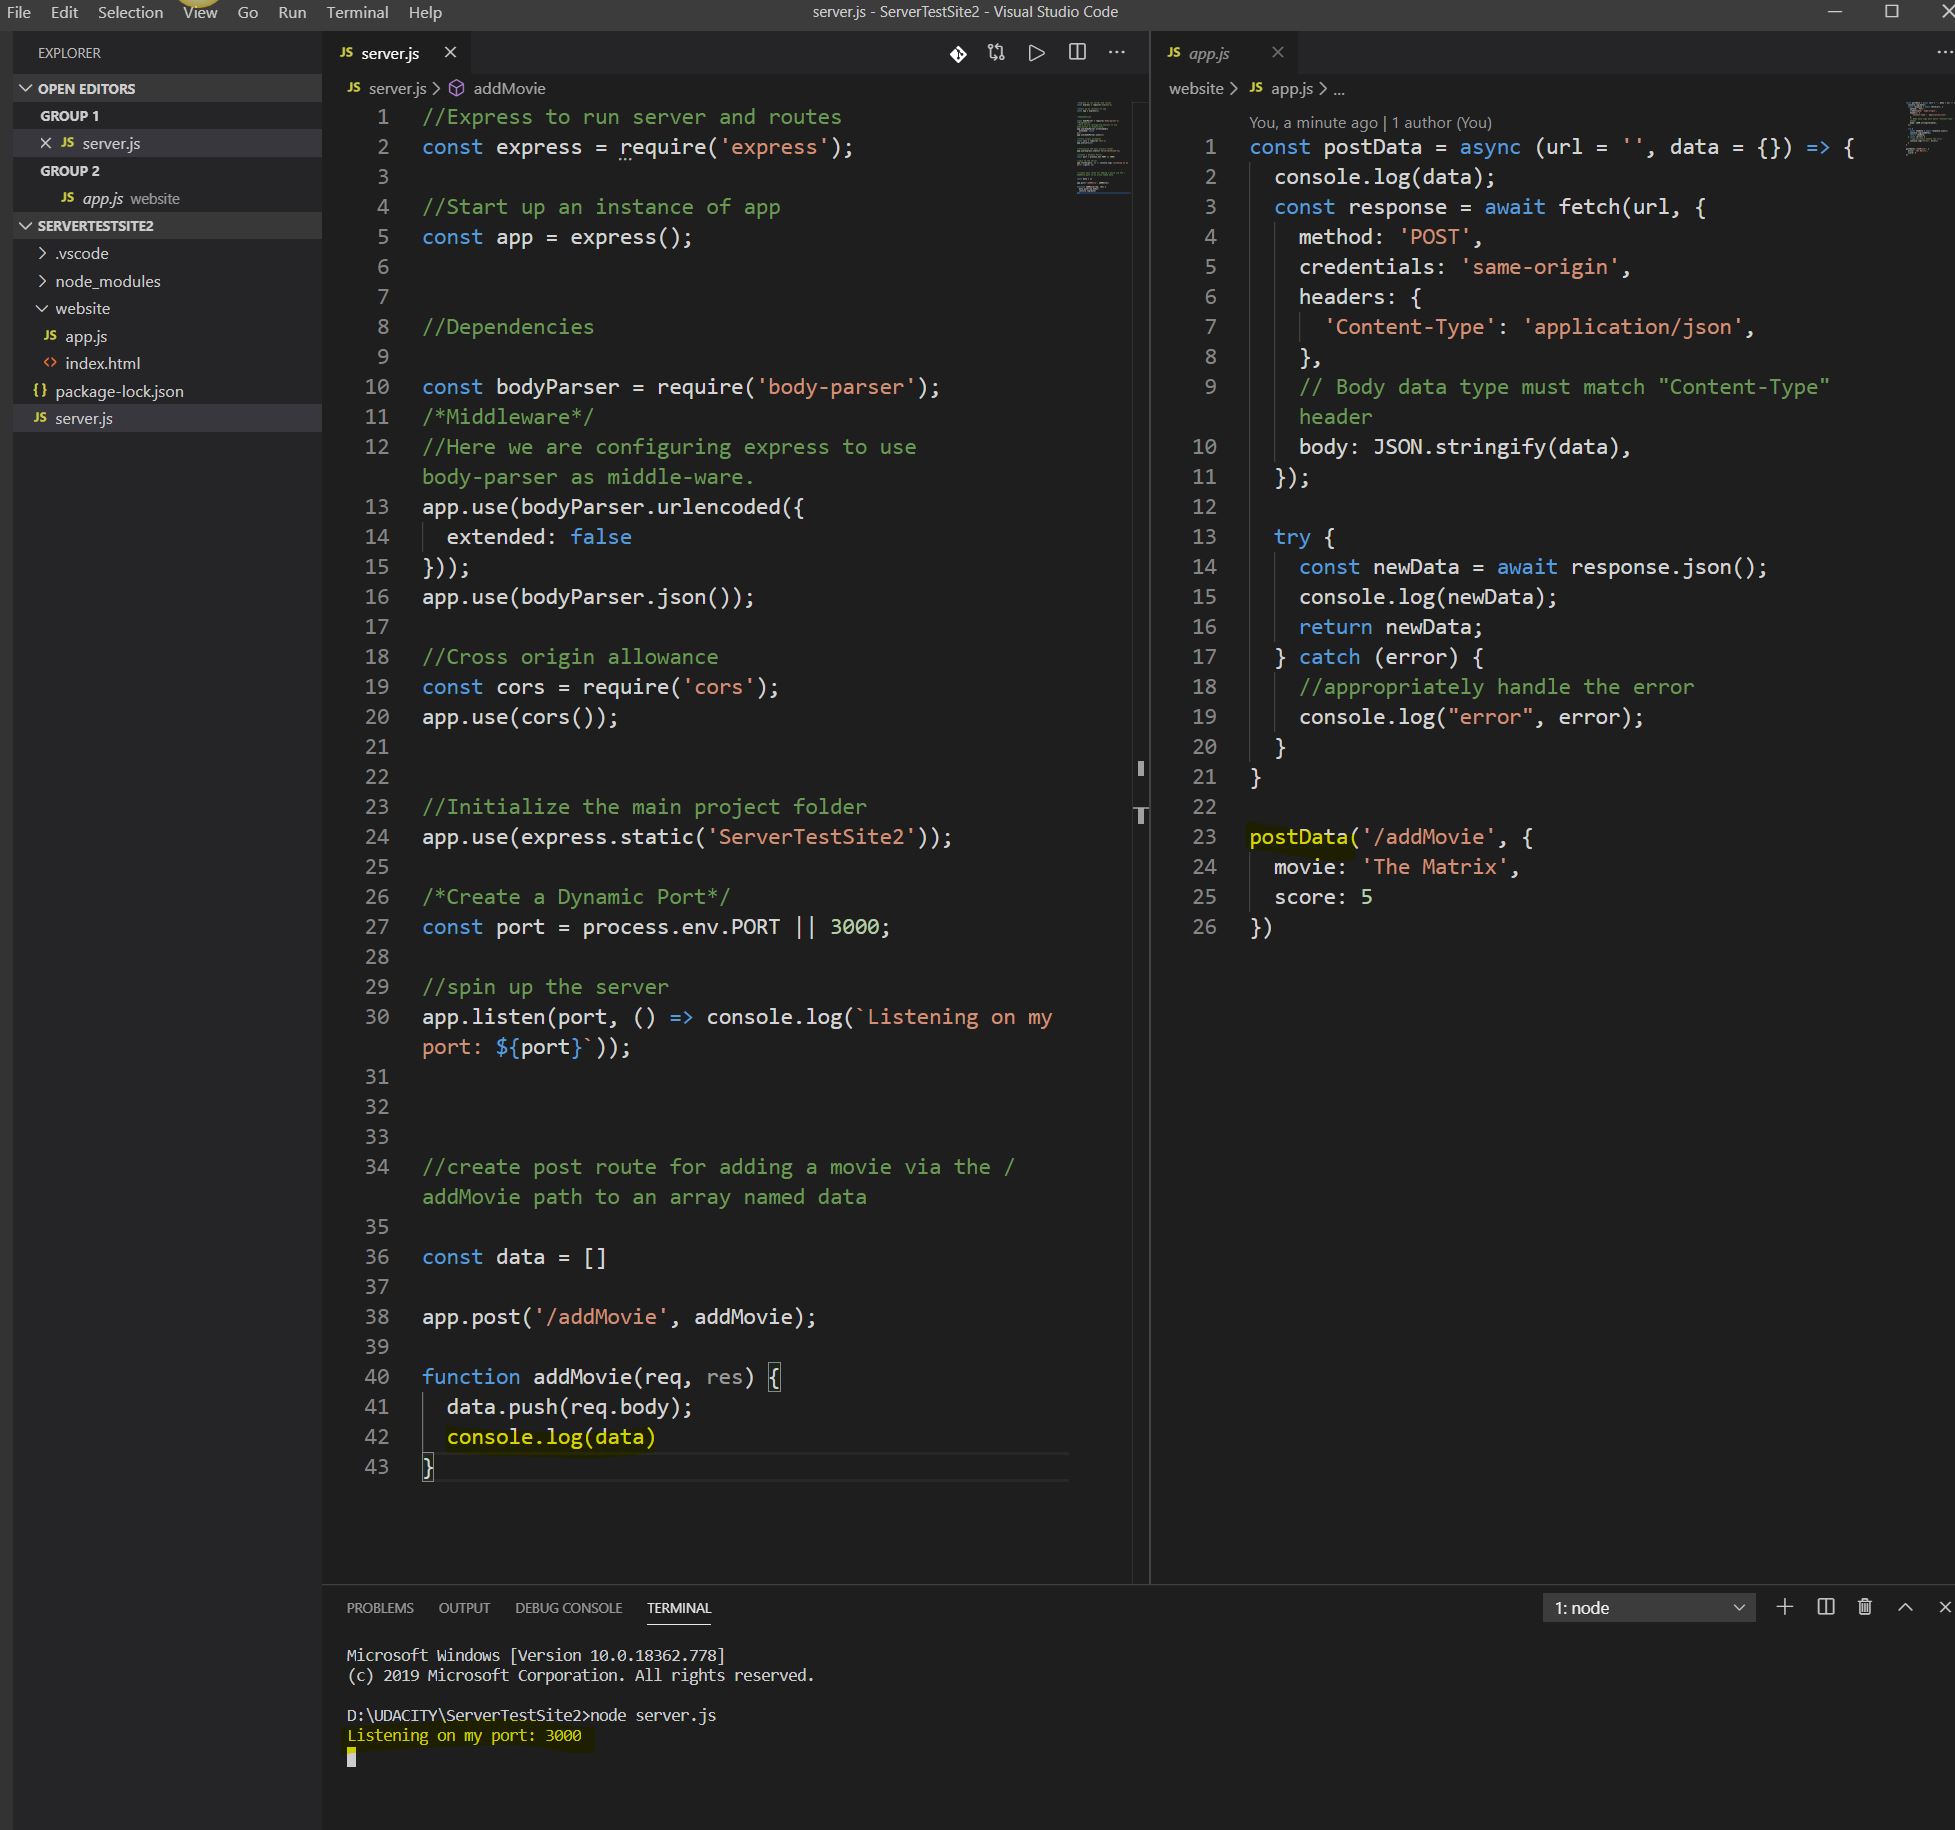 File Edit Selection View Go Run Terminal Help
server.js - ServerTestSite2 - Visual Studio Code
EXPLORER
OPEN EDITORS
GROUP 1
JS server.js
GROUP 2
JS app.js website
SERVERTESTSITE2
.vscode
node_modules
website
JS app.js
<> index.html
{} package-lock.json
JS server.js
JS server.js
JS server.js > addMovie
1 //Express to run server and routes
2 const express = require('express');
3
4 //Start up an instance of app
5 const app = express();
6
7
8 //Dependencies
9
10 const bodyParser = require('body-parser');
11 /*Middleware*/
12 //Here we are configuring express to use
body-parser as middle-ware.
13 app.use(bodyParser.urlencoded({
14 extended: false
15 }));
16 app.use(bodyParser.json());
17
18 //Cross origin allowance
19 const cors = require('cors');
20 app.use(cors());
21
22
23 //Initialize the main project folder
24 app.use(express.static('ServerTestSite2'));
25
26 /*Create a Dynamic Port*/
27 const port = process.env.PORT || 3000;
28
29 //spin up the server
30 app.listen(port, () => console.log(`Listening on my
port: ${port}`));
31
32
33
34 //create post route for adding a movie via the /
addMovie path to an array named data
35
36 const data = []
37
38 app.post('/addMovie', addMovie);
39
40 function addMovie(req, res) {
41 data.push(req.body);
42 console.log(data)
43 }
JS app.js
website > JS app.js > ...
You, a minute ago | 1 author (You)
1 const postData = async (url = '', data = {}) => {
2 console.log(data);
3 const response = await fetch(url, {
4 method: 'POST',
5 credentials: 'same-origin',
6 headers: {
7 'Content-Type': 'application/json',
8 },
9 // Body data type must match "Content-Type"
header
10 body: JSON.stringify(data),
11 });
12
13 try {
14 const newData = await response.json();
15 console.log(newData);
16 return newData;
17 } catch (error) {
18 //appropriately handle the error
19 console.log("error", error);
20 }
21 }
22
23 postData('/addMovie', {
24 movie: 'The Matrix',
25 score: 5
26 })
PROBLEMS OUTPUT DEBUG CONSOLE TERMINAL
1: node
Microsoft Windows [Version 10.0.18362.778]
(c) 2019 Microsoft Corporation. All rights reserved.
D:\UDACITY\ServerTestSite2>node server.js
Listening on my port: 3000